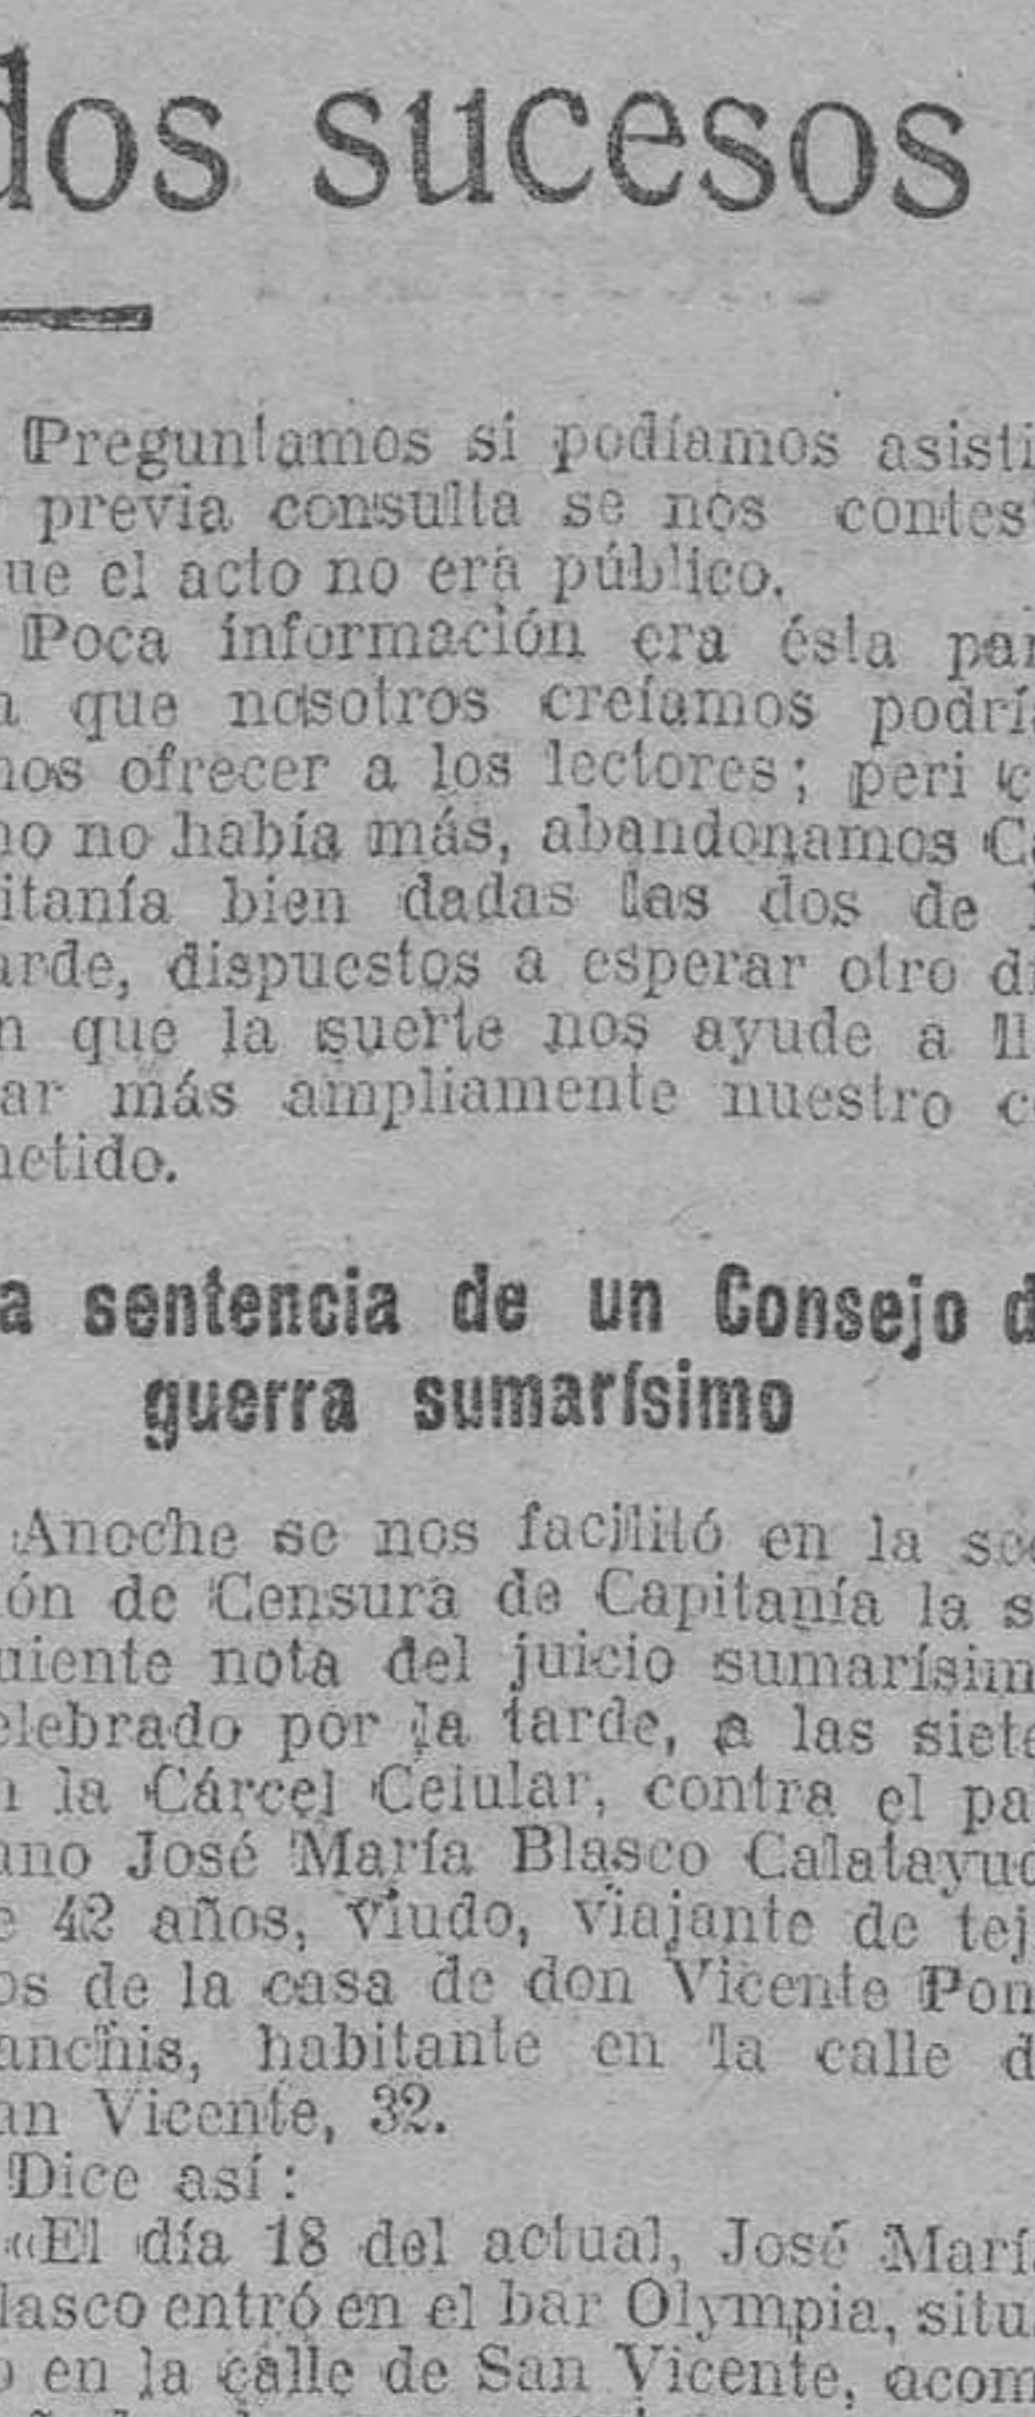 dos sucesos
Preguntamos si podíamos asisti
previa consulta se nos contes
ue el acto no era público.
Poca información era ésta par
a que nosotros creíamos podrí
nos ofrecer a los lectores; peri c
no no había más, abandonamos Ca
itanía bien dadas las dos de l
arde, dispuestos a esperar otro dí
n que la suerte nos ayude a ll
ar más ampliamente nuestro c
netido.
a sentencia de un Consejo d
guerra sumarísimo
Anoche se nos facilitó en la sec
ión de Censura de Capitanía la s
uiente nota del juicio sumarísim
elebrado por la tarde, a las siete
n la Cárcel Celular, contra el pa
ano José María Blasco Calatayud
e 42 años, viudo, viajante de tej
os de la casa de don Vicente Pon
anchis, habitante en la calle d
an Vicente, 32.
Dice así:
«El día 18 del actual, José Marí
lasco entró en el bar Olympia, situ
o en la calle de San Vicente, acom